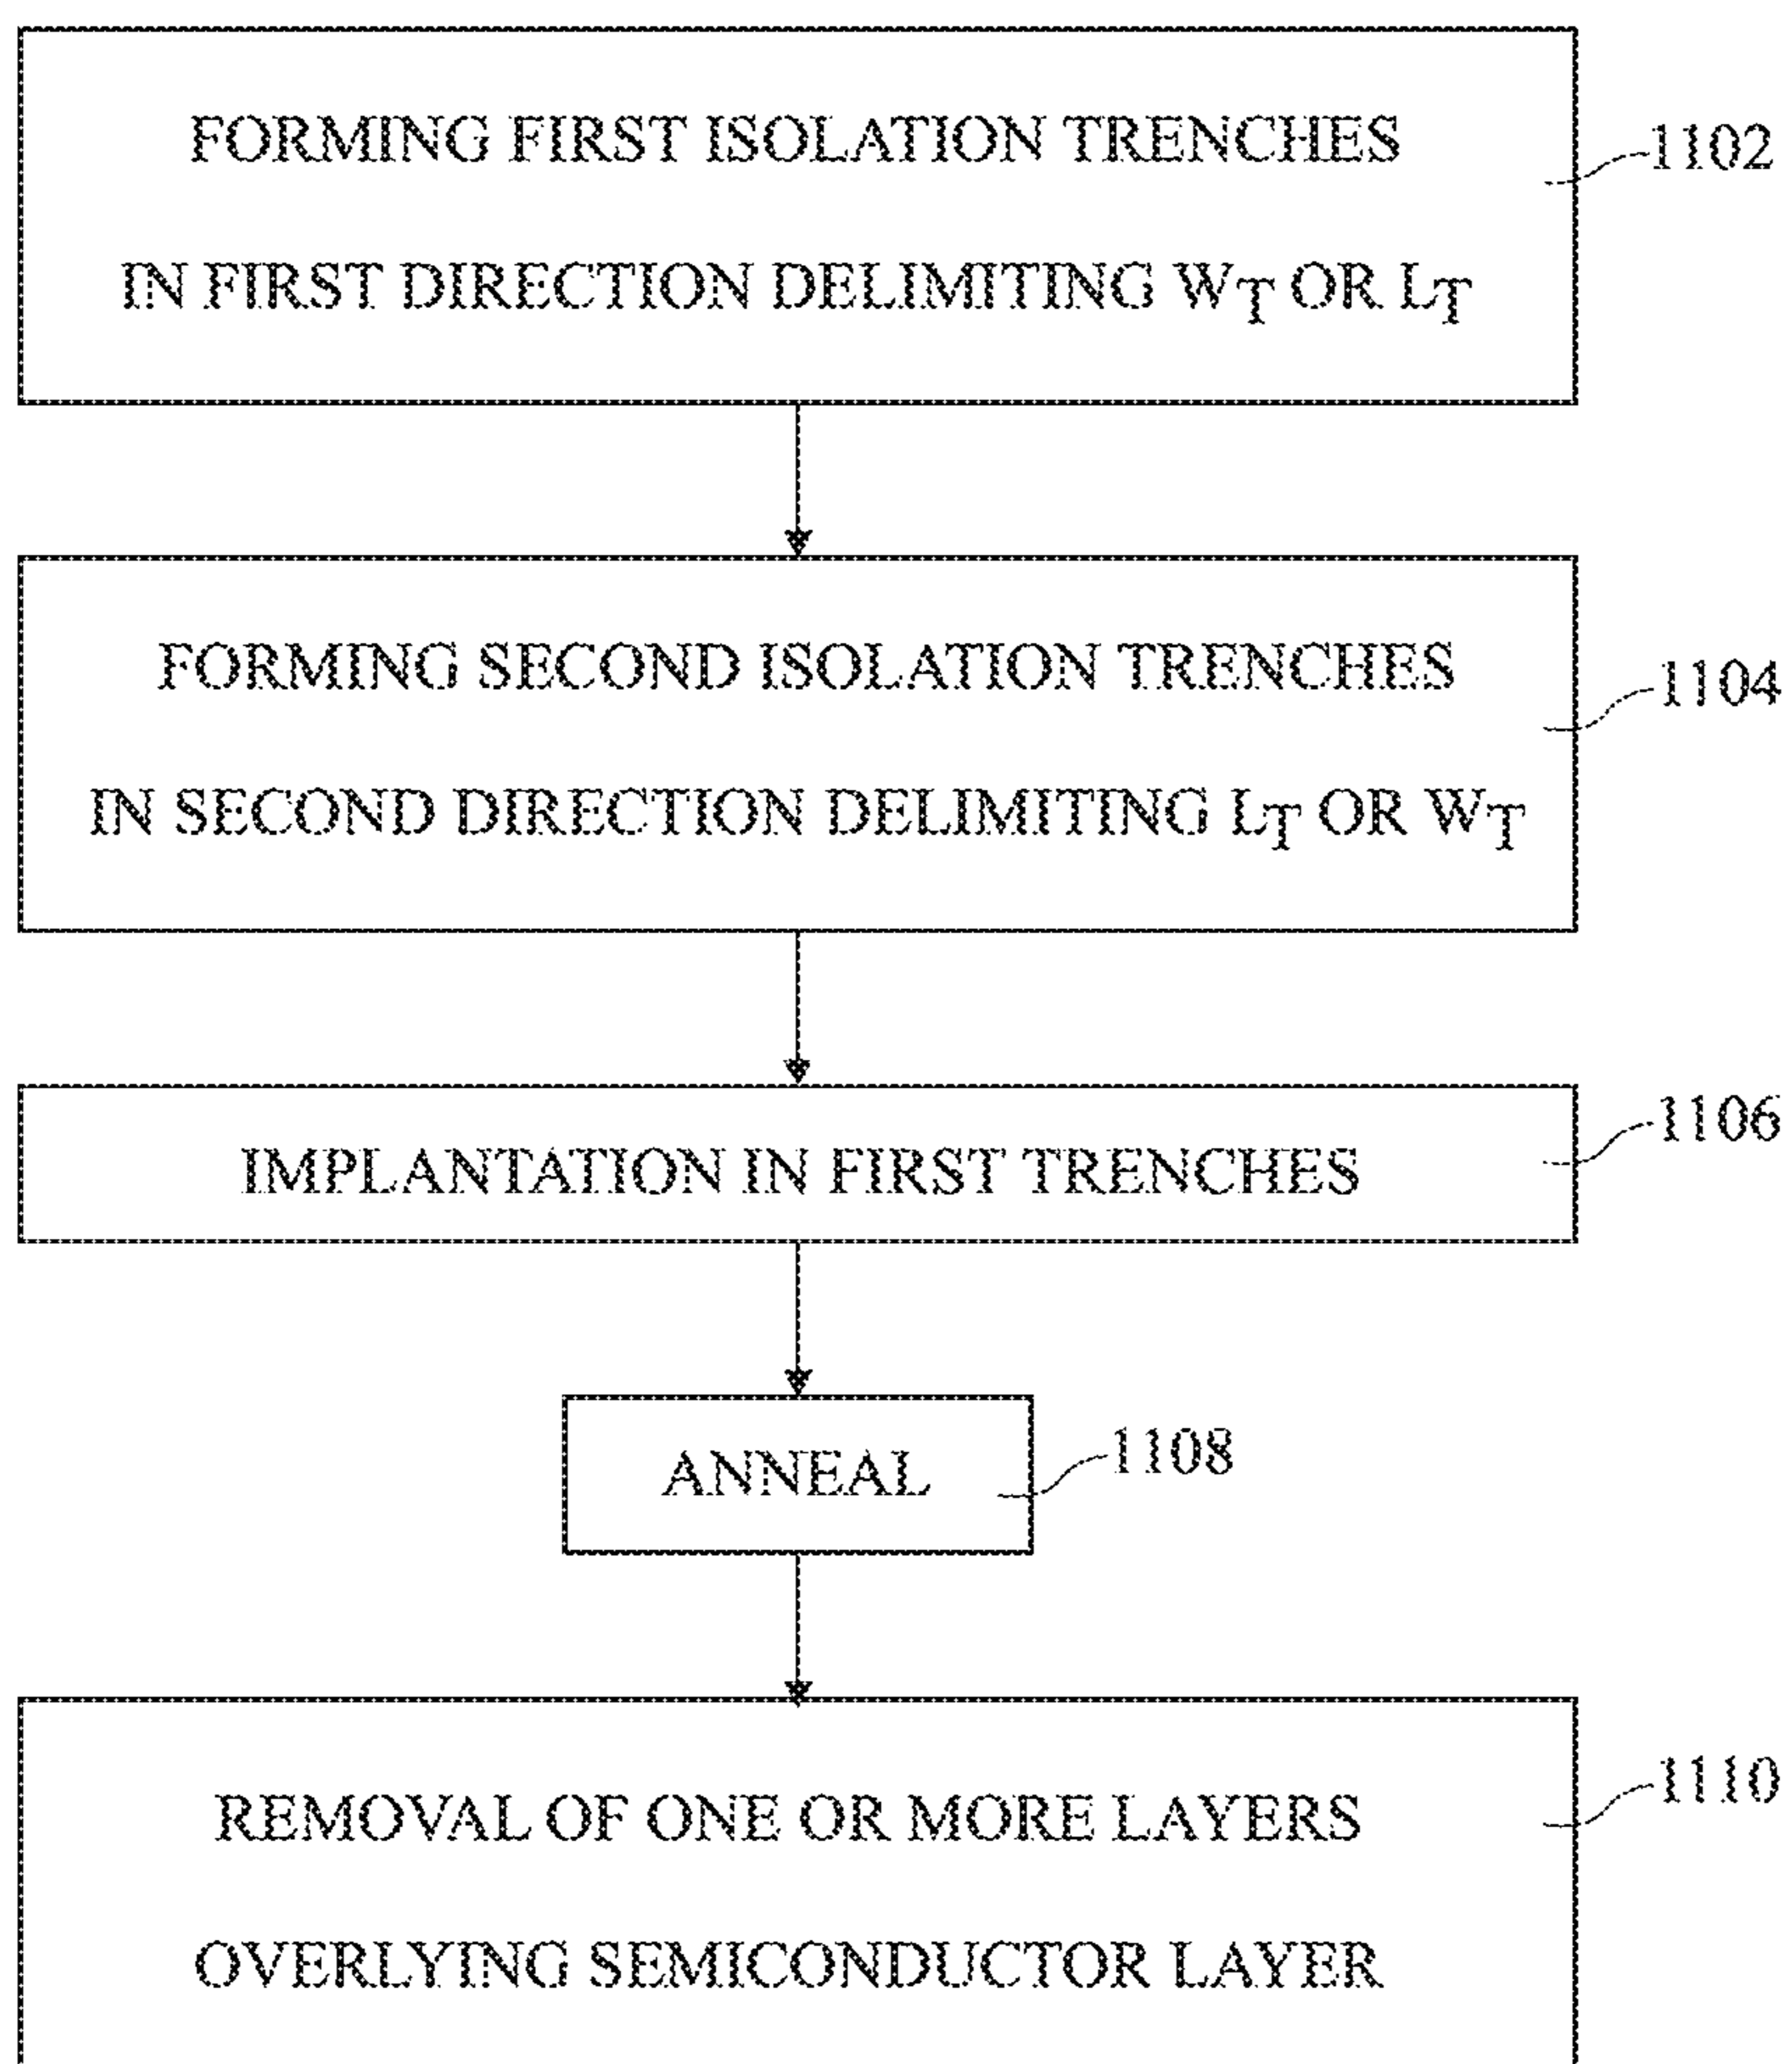 FORMING FIRST ISOLATION TRENCHES
1102
IN FIRST DIRECTION DELIMITING WT OR LT
FORMING SECOND ISOLATION TRENCHES
1104
IN SECOND DIRECTION DELIMITING LT OR WT
1106
IMPLANTATION IN FIRST TRENCHES
ANNEAL
1108
1110
REMOVAL OF ONE OR MORE LAYERS
OVERLYING SEMICONDUCTOR LAYER